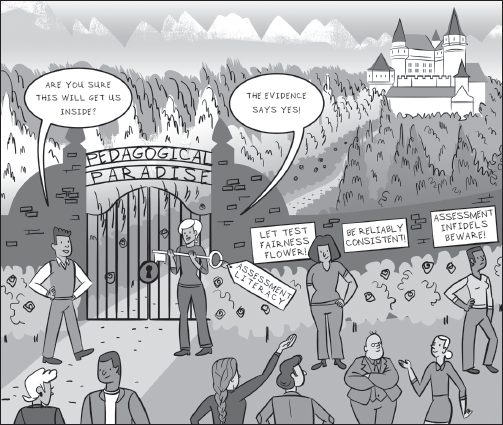 ARE YOU SURE
THIS WILL GET US
INSIDE?
THE EVIDENCE
SAYS YES!
PEDAGOGICAL
PARADISE
LET TEST
FAIRNESS
FLOWER!
BE RELIABLY
CONSISTENT!
ASSESSMENT
INFIDELS
BEWARE!
ASSESSMENT
LITERACY